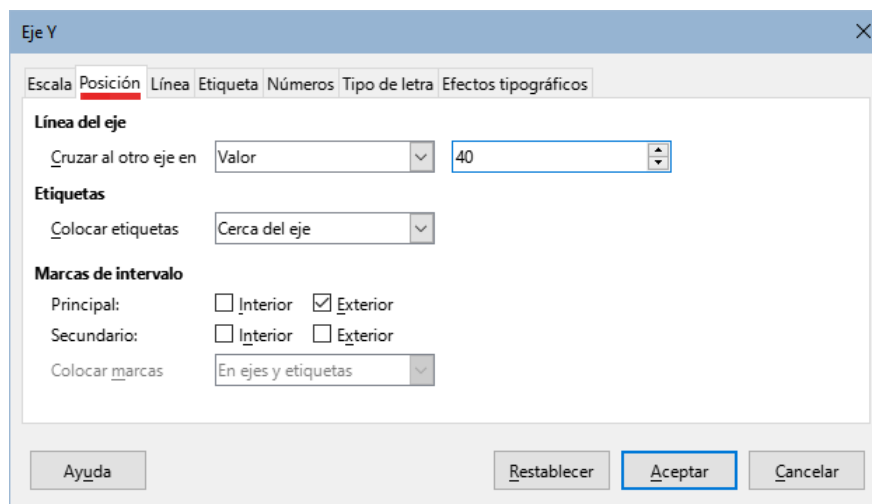 Eje Y
Escala Posición Línea Etiqueta Números Tipo de letra Efectos tipográficos
Línea del eje
Cruzar al otro eje en Valor 40
Etiquetas
Colocar etiquetas Cerca del eje
Marcas de intervalo
Principal: Interior Exterior
Secundario: Interior Exterior
Colocar marcas En ejes y etiquetas
Ayuda Restablecer Aceptar Cancelar